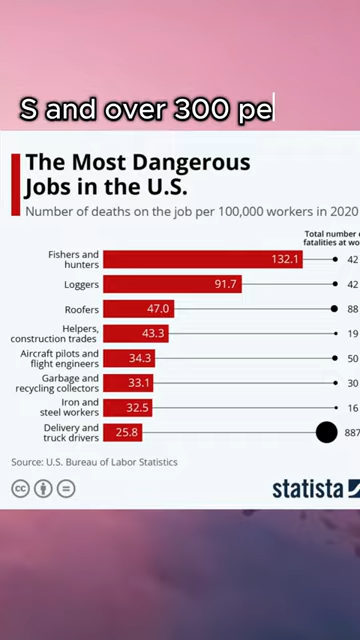 S and over 300 pe
The Most Dangerous
Jobs in the U.S.
Number of deaths on the job per 100,000 workers in 2020
Total number
fatalities at
Fishers and
hunters
132.1
42
Loggers
91.7
42
Roofers
47.0
88
Helpers,
construction trades
43.3
19
Aircraft pilots and
flight engineers
34.3
50
Garbage and
recycling collectors
33.1
30
Iron and
steel workers
32.5
16
Delivery and
truck drivers
25.8
887
Source: U.S. Bureau of Labor Statistics
cc
statista